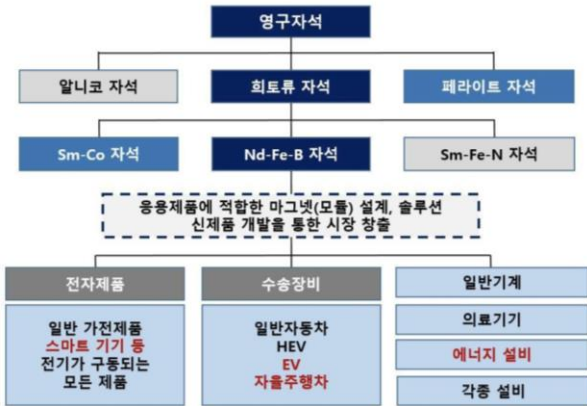 영구자석
알니코 자석
희토류 자석
페라이트 자석
Sm-Co 자석
Nd-Fe-B 자석
Sm-Fe-N 자석
응용제품에 적합한 마그넷(모듈) 설계, 솔루션
신제품 개발을 통한 시장 창출
전자제품
일반 가전제품
스마트 기기 등
전기가 구동되는
모든 제품
수송장비
일반자동차
HEV
EV
자율주행차
일반기계
의료기기
에너지 설비
각종 설비